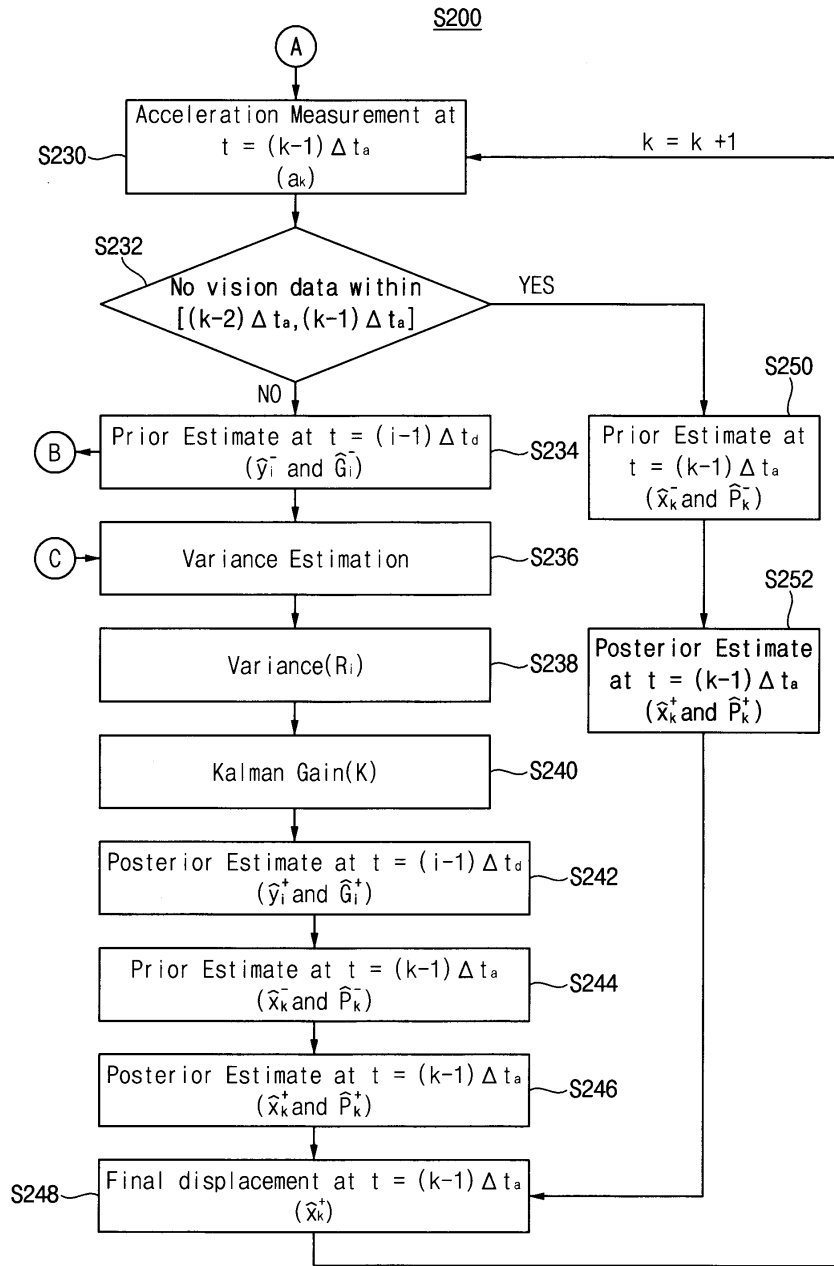 S200
A
Acceleration Measurement at
t = (k-1) Δ tₐ
(aₖ)
S230
k = k +1
S232
No vision data within
[(k-2) Δ tₐ, (k-1) Δ tₐ]
YES
NO
S250
Prior Estimate at
t = (k-1) Δ tₐ
(x̂ₖ⁻ and P̂ₖ⁻)
B
Prior Estimate at t = (i-1) Δ t_d
(ŷᵢ⁻ and Ĝᵢ⁻)
S234
C
Variance Estimation
S236
S252
Posterior Estimate
at t = (k-1) Δ tₐ
(x̂ₖ⁺ and P̂ₖ⁺)
Variance(Rᵢ)
S238
Kalman Gain(K)
S240
Posterior Estimate at t = (i-1) Δ t_d
(ŷᵢ⁺ and Ĝᵢ⁺)
S242
Prior Estimate at t = (k-1) Δ tₐ
(x̂ₖ⁻ and P̂ₖ⁻)
S244
Posterior Estimate at t = (k-1) Δ tₐ
(x̂ₖ⁺ and P̂ₖ⁺)
S246
S248
Final displacement at t = (k-1) Δ tₐ
(x̂ₖ⁺)